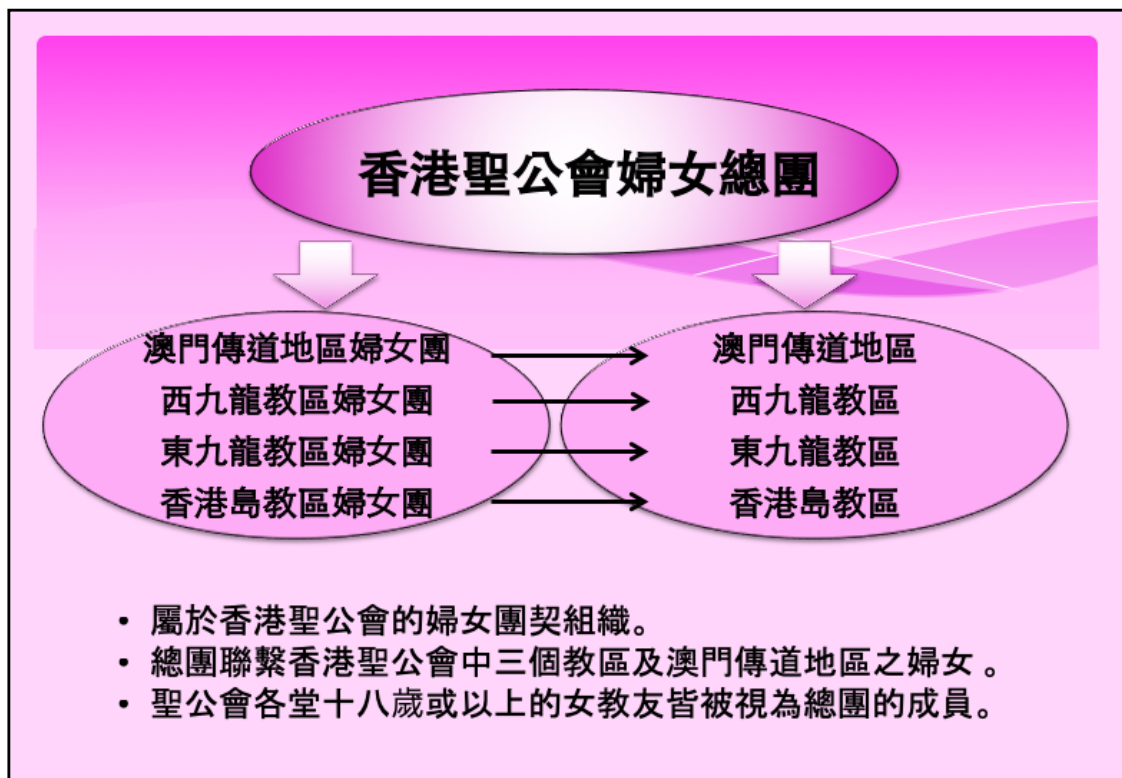 香港聖公會婦女總團
澳門傳道地區婦女團
西九龍教區婦女團
東九龍教區婦女團
香港島教區婦女團
澳門傳道地區
西九龍教區
東九龍教區
香港島教區
• 屬於香港聖公會的婦女團契組織。
• 總團聯繫香港聖公會中三個教區及澳門傳道地區之婦女 。
• 聖公會各堂十八歲或以上的女教友皆被視為總團的成員。